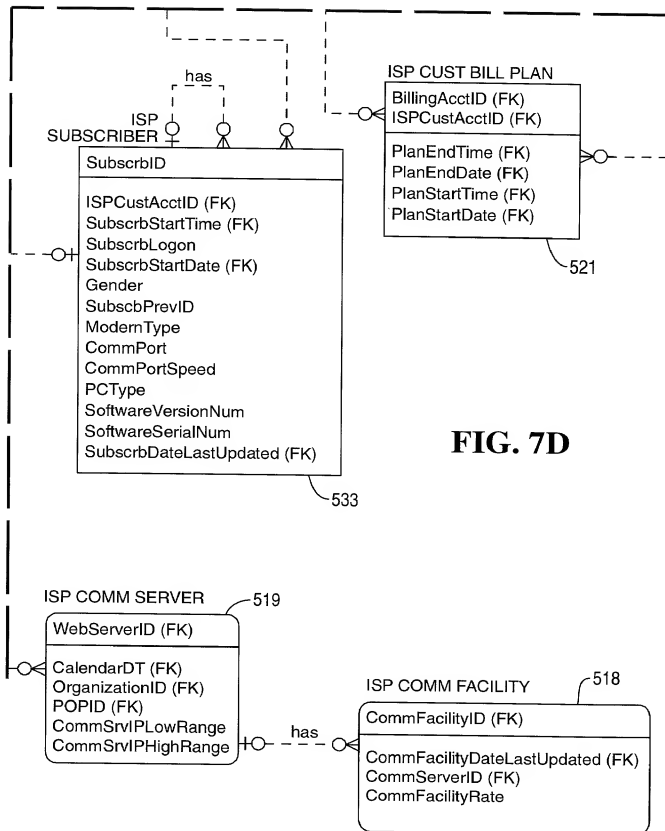 has
ISP
SUBSCRIBER
SubscrbID
ISPCustAcctID (FK)
SubscrbStartTime (FK)
SubscrbLogon
SubscrbStartDate (FK)
Gender
SubscbPrevID
ModernType
CommPort
CommPortSpeed
PCType
SoftwareVersionNum
SoftwareSerialNum
SubscrbDateLastUpdated (FK)
533
ISP CUST BILL PLAN
BillingAcctID (FK)
ISPCustAcctID (FK)
PlanEndTime (FK)
PlanEndDate (FK)
PlanStartTime (FK)
PlanStartDate (FK)
521
FIG. 7D
ISP COMM SERVER
519
WebServerID (FK)
CalendarDT (FK)
OrganizationID (FK)
POPID (FK)
CommSrvIPLowRange
CommSrvIPHighRange
has
ISP COMM FACILITY
518
CommFacilityID (FK)
CommFacilityDateLastUpdated (FK)
CommServerID (FK)
CommFacilityRate